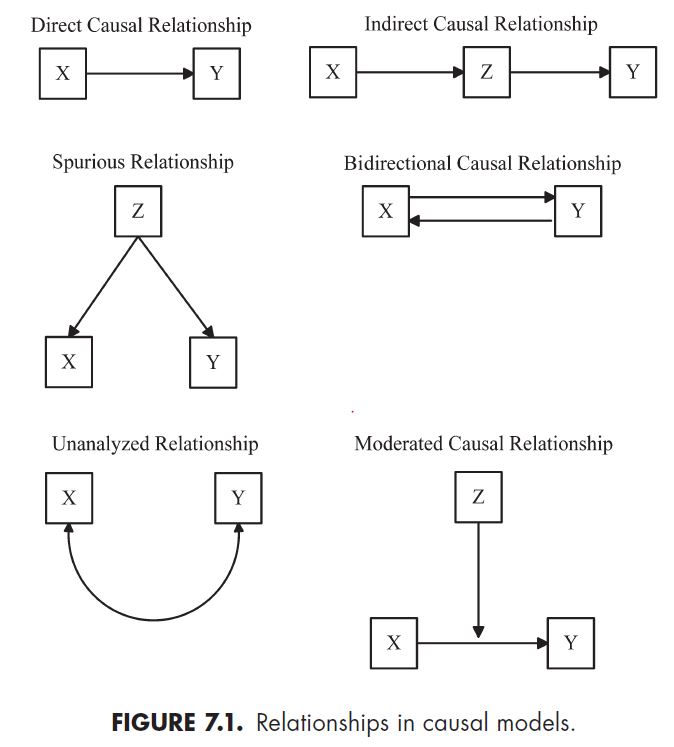 Direct Causal Relationship
X
Y
Indirect Causal Relationship
X
Z
Y
Spurious Relationship
Z
X
Y
Bidirectional Causal Relationship
X
Y
Unanalyzed Relationship
X
Y
Moderated Causal Relationship
Z
X
Y
FIGURE 7.1. Relationships in causal models.